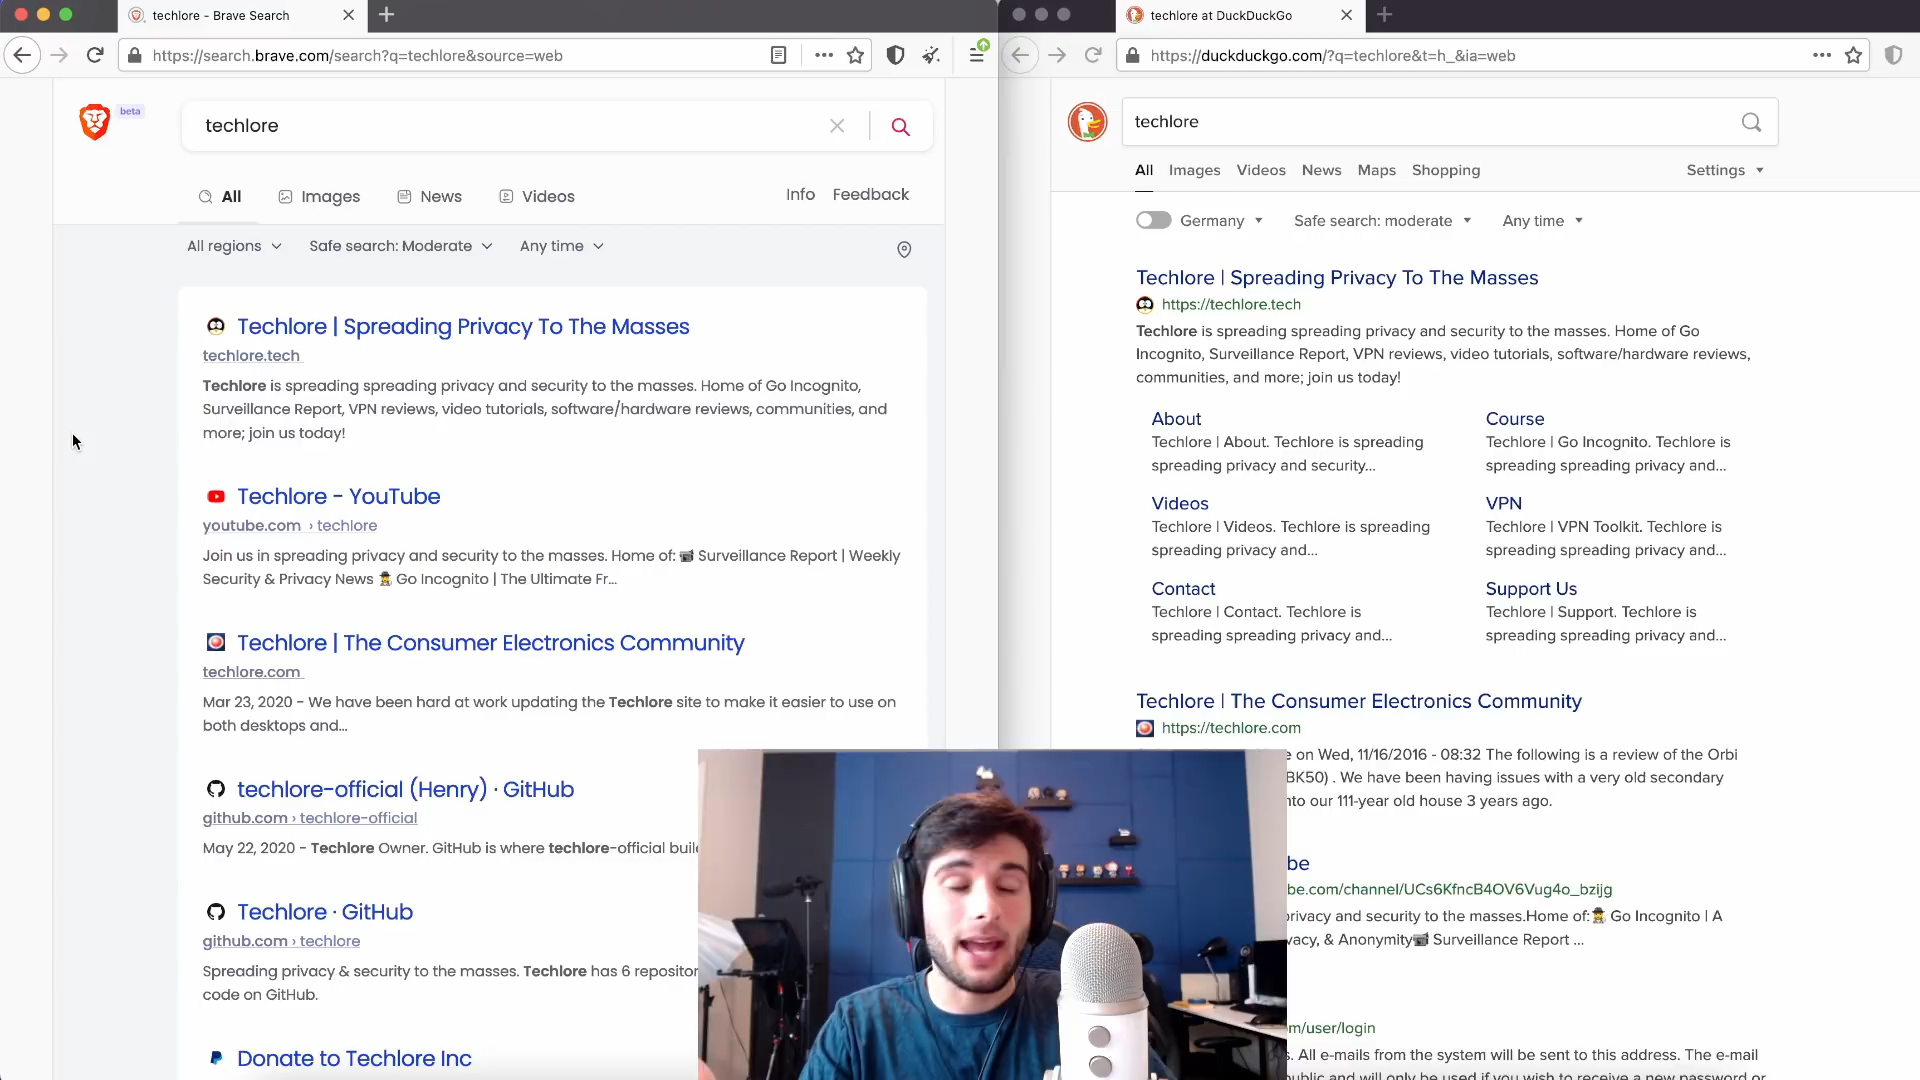 techlore - Brave Search
https://search.brave.com/search?q=techlore&source=web
beta
techlore
All
Images
News
Videos
Info
Feedback
All regions
Safe search: Moderate
Any time
Techlore | Spreading Privacy To The Masses
techlore.tech
Techlore is spreading spreading privacy and security to the masses. Home of Go Incognito,
Surveillance Report, VPN reviews, video tutorials, software/hardware reviews, communities, and
more; join us today!
Techlore - YouTube
youtube.com › techlore
Join us in spreading privacy and security to the masses. Home of: 📹 Surveillance Report | Weekly
Security & Privacy News 🕵 Go Incognito | The Ultimate Fr...
Techlore | The Consumer Electronics Community
techlore.com
Mar 23, 2020 - We have been hard at work updating the Techlore site to make it easier to use on
both desktops and...
techlore-official (Henry) · GitHub
github.com › techlore-official
May 22, 2020 - Techlore Owner. GitHub is where techlore-official buil
Techlore · GitHub
github.com › techlore
Spreading privacy & security to the masses. Techlore has 6 repositor
code on GitHub.
Donate to Techlore Inc
techlore at DuckDuckGo
https://duckduckgo.com/?q=techlore&t=h_&ia=web
techlore
All
Images
Videos
News
Maps
Shopping
Settings
Germany
Safe search: moderate
Any time
Techlore | Spreading Privacy To The Masses
https://techlore.tech
Techlore is spreading spreading privacy and security to the masses. Home of Go
Incognito, Surveillance Report, VPN reviews, video tutorials, software/hardware reviews,
communities, and more; join us today!
About
Techlore | About. Techlore is spreading
spreading privacy and security...
Course
Techlore | Go Incognito. Techlore is
spreading spreading privacy and...
Videos
Techlore | Videos. Techlore is spreading
spreading privacy and...
VPN
Techlore | VPN Toolkit. Techlore is
spreading spreading privacy and...
Contact
Techlore | Contact. Techlore is
spreading spreading privacy and...
Support Us
Techlore | Support. Techlore is
spreading spreading privacy and...
Techlore | The Consumer Electronics Community
https://techlore.com
e on Wed, 11/16/2016 - 08:32 The following is a review of the Orbi
BK50) . We have been having issues with a very old secondary
nto our 111-year old house 3 years ago.
be
be.com/channel/UCs6KfncB4OV6Vug4o_bzijg
rivacy and security to the masses.Home of:🕵 Go Incognito | A
vacy, & Anonymity📹 Surveillance Report ...
m/user/login
s. All e-mails from the system will be sent to this address. The e-mail
ublic and will only be used if you wish to receive a new password or